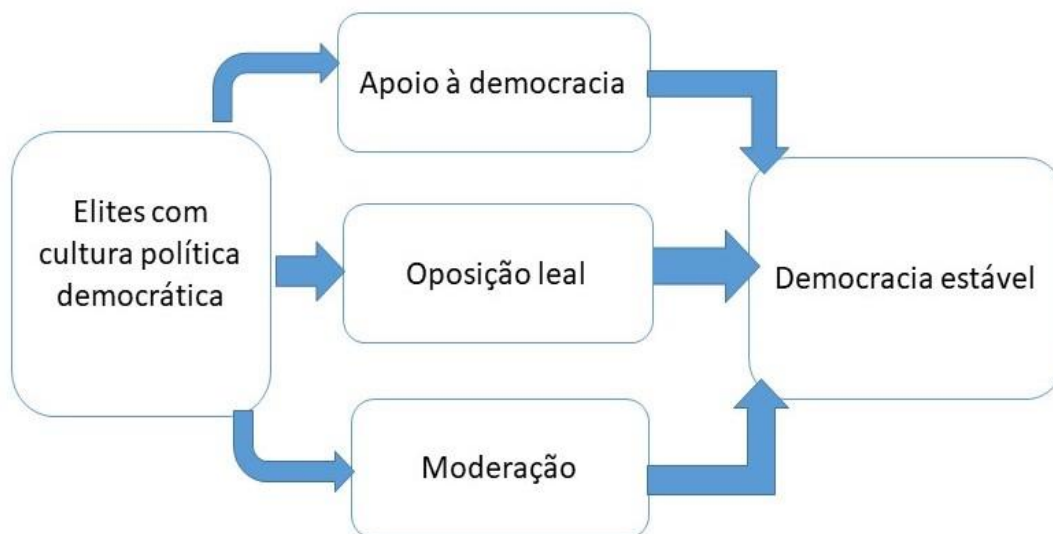 Apoio à democracia
Elites com
cultura política
democrática
Oposição leal
Democracia estável
Moderação